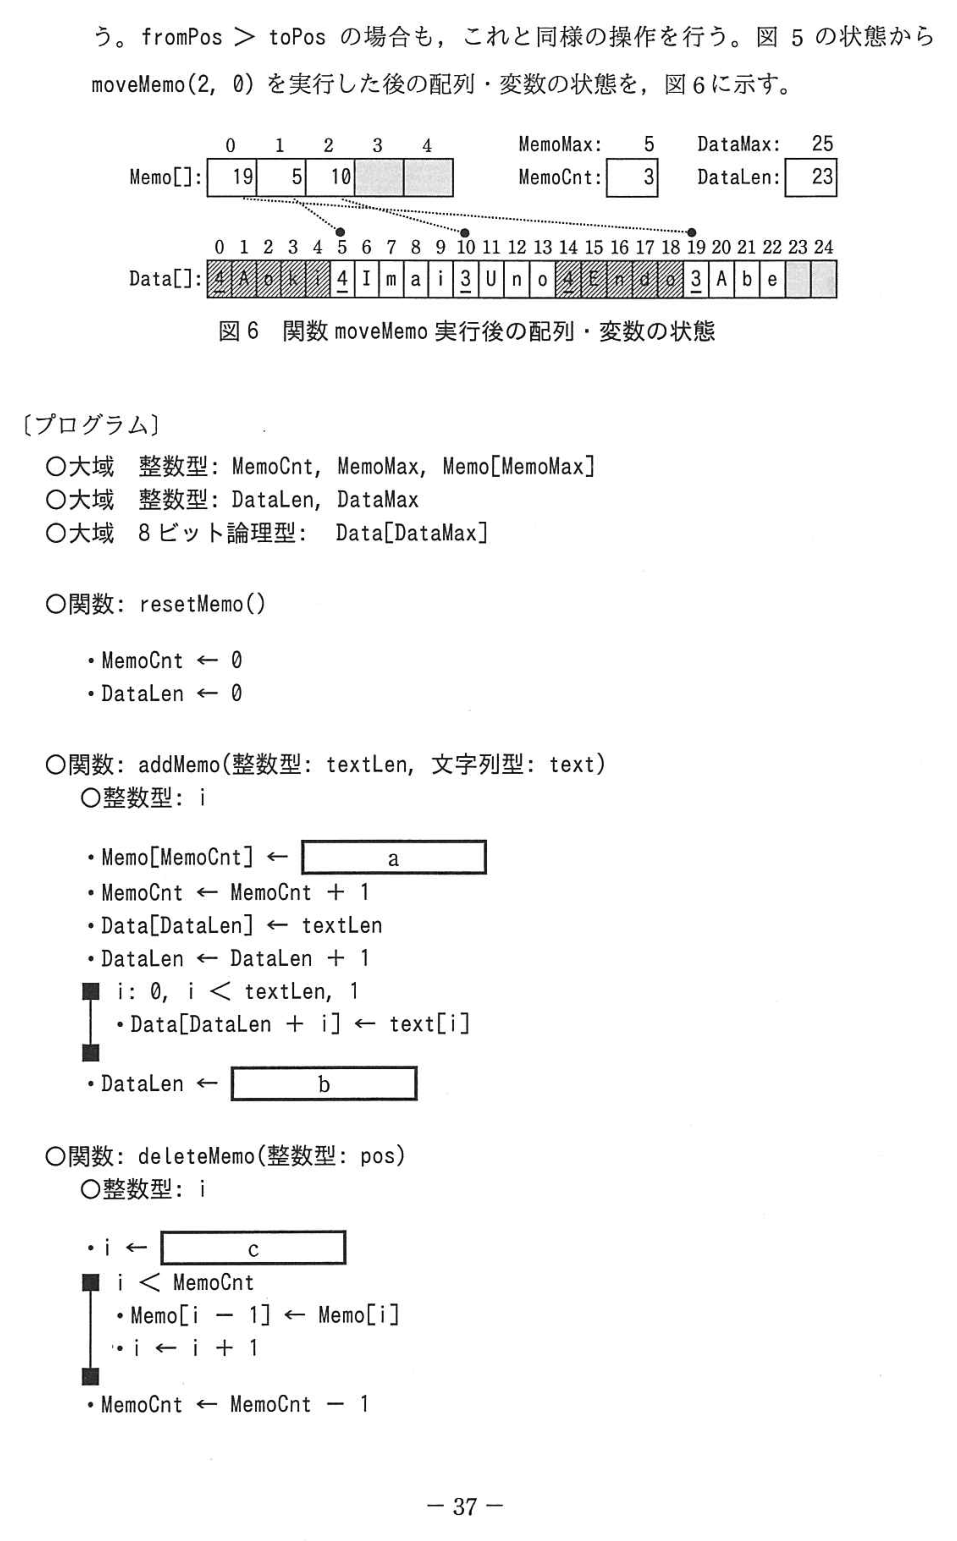 う。fromPos ＞ toPos の場合も，これと同様の操作を行う。図 5 の状態から
moveMemo(2, 0) を実行した後の配列・変数の状態を，図 6 に示す。
0 1 2 3 4 MemoMax: 5 DataMax: 25
Memo[]: 19 5 10 MemoCnt: 3 DataLen: 23
0 1 2 3 4 5 6 7 8 9 10 11 12 13 14 15 16 17 18 19 20 21 22 23 24
Data[]: 4 A o k i 4 I m a i 3 U n o 4 E n d o 3 A b e
図 6 関数 moveMemo 実行後の配列・変数の状態
〔プログラム〕
○大域 整数型: MemoCnt, MemoMax, Memo[MemoMax]
○大域 整数型: DataLen, DataMax
○大域 8 ビット論理型: Data[DataMax]
○関数: resetMemo()
・MemoCnt ← 0
・DataLen ← 0
○関数: addMemo(整数型: textLen, 文字列型: text)
○整数型: i
・Memo[MemoCnt] ← a
・MemoCnt ← MemoCnt ＋ 1
・Data[DataLen] ← textLen
・DataLen ← DataLen ＋ 1
■ i: 0, i ＜ textLen, 1
・Data[DataLen ＋ i] ← text[i]
■
・DataLen ← b
○関数: deleteMemo(整数型: pos)
○整数型: i
・i ← c
■ i ＜ MemoCnt
・Memo[i － 1] ← Memo[i]
・i ← i ＋ 1
■
・MemoCnt ← MemoCnt － 1
－ 37 －